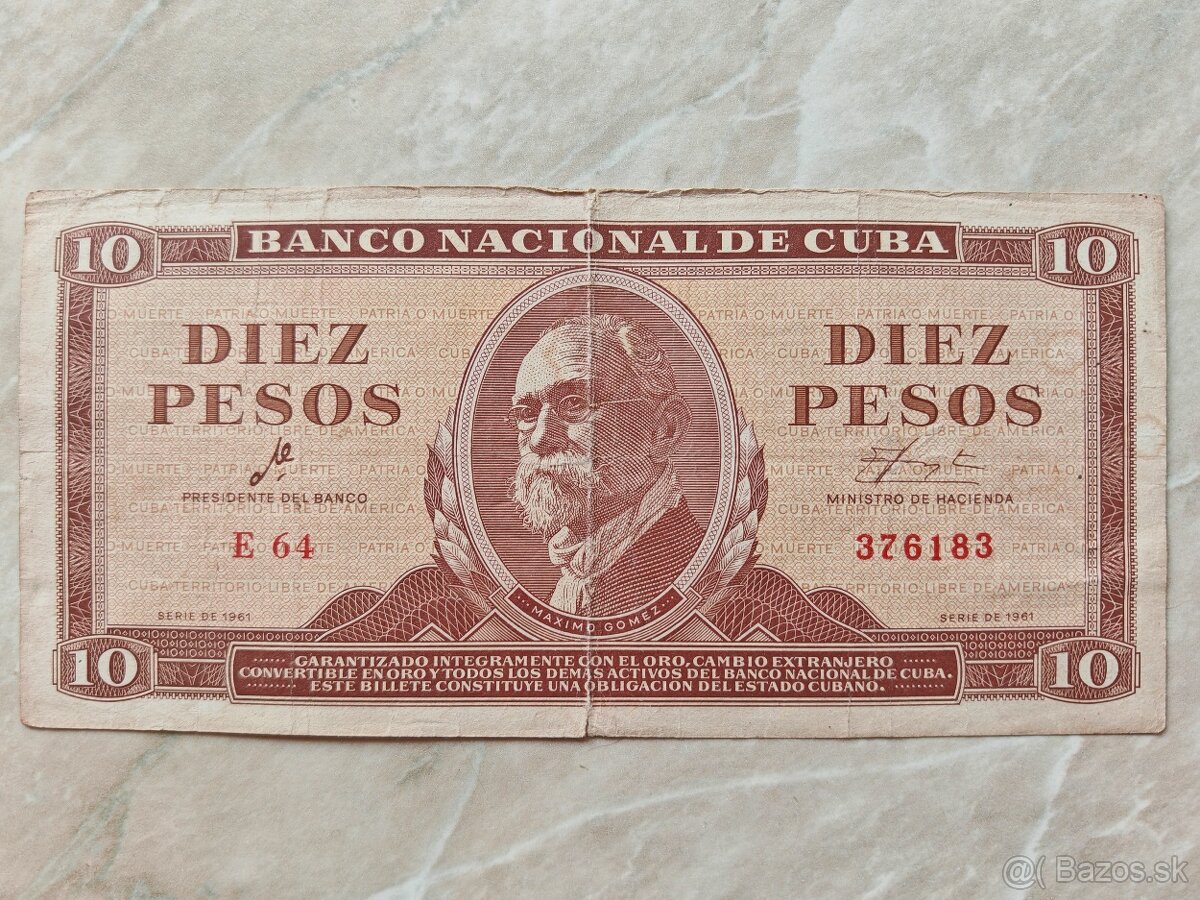 10 BANCO NACIONAL DE CUBA 10
DIEZ DIEZ
PESOS PESOS
PRESIDENTE DEL BANCO MINISTRO DE HACIENDA
E 64 376183
SERIE DE 1961 SERIE DE 1961
MAXIMO GOMEZ
10 10
GARANTIZADO INTEGRAMENTE CON EL ORO, CAMBIO EXTRANJERO
CONVERTIBLE EN ORO Y TODOS LOS DEMAS ACTIVOS DEL BANCO NACIONAL DE CUBA.
ESTE BILLETE CONSTITUYE UNA OBLIGACION DEL ESTADO CUBANO.
PATRIA O MUERTE
CUBA TERRITORIO LIBRE DE AMERICA
@( Bazos.sk